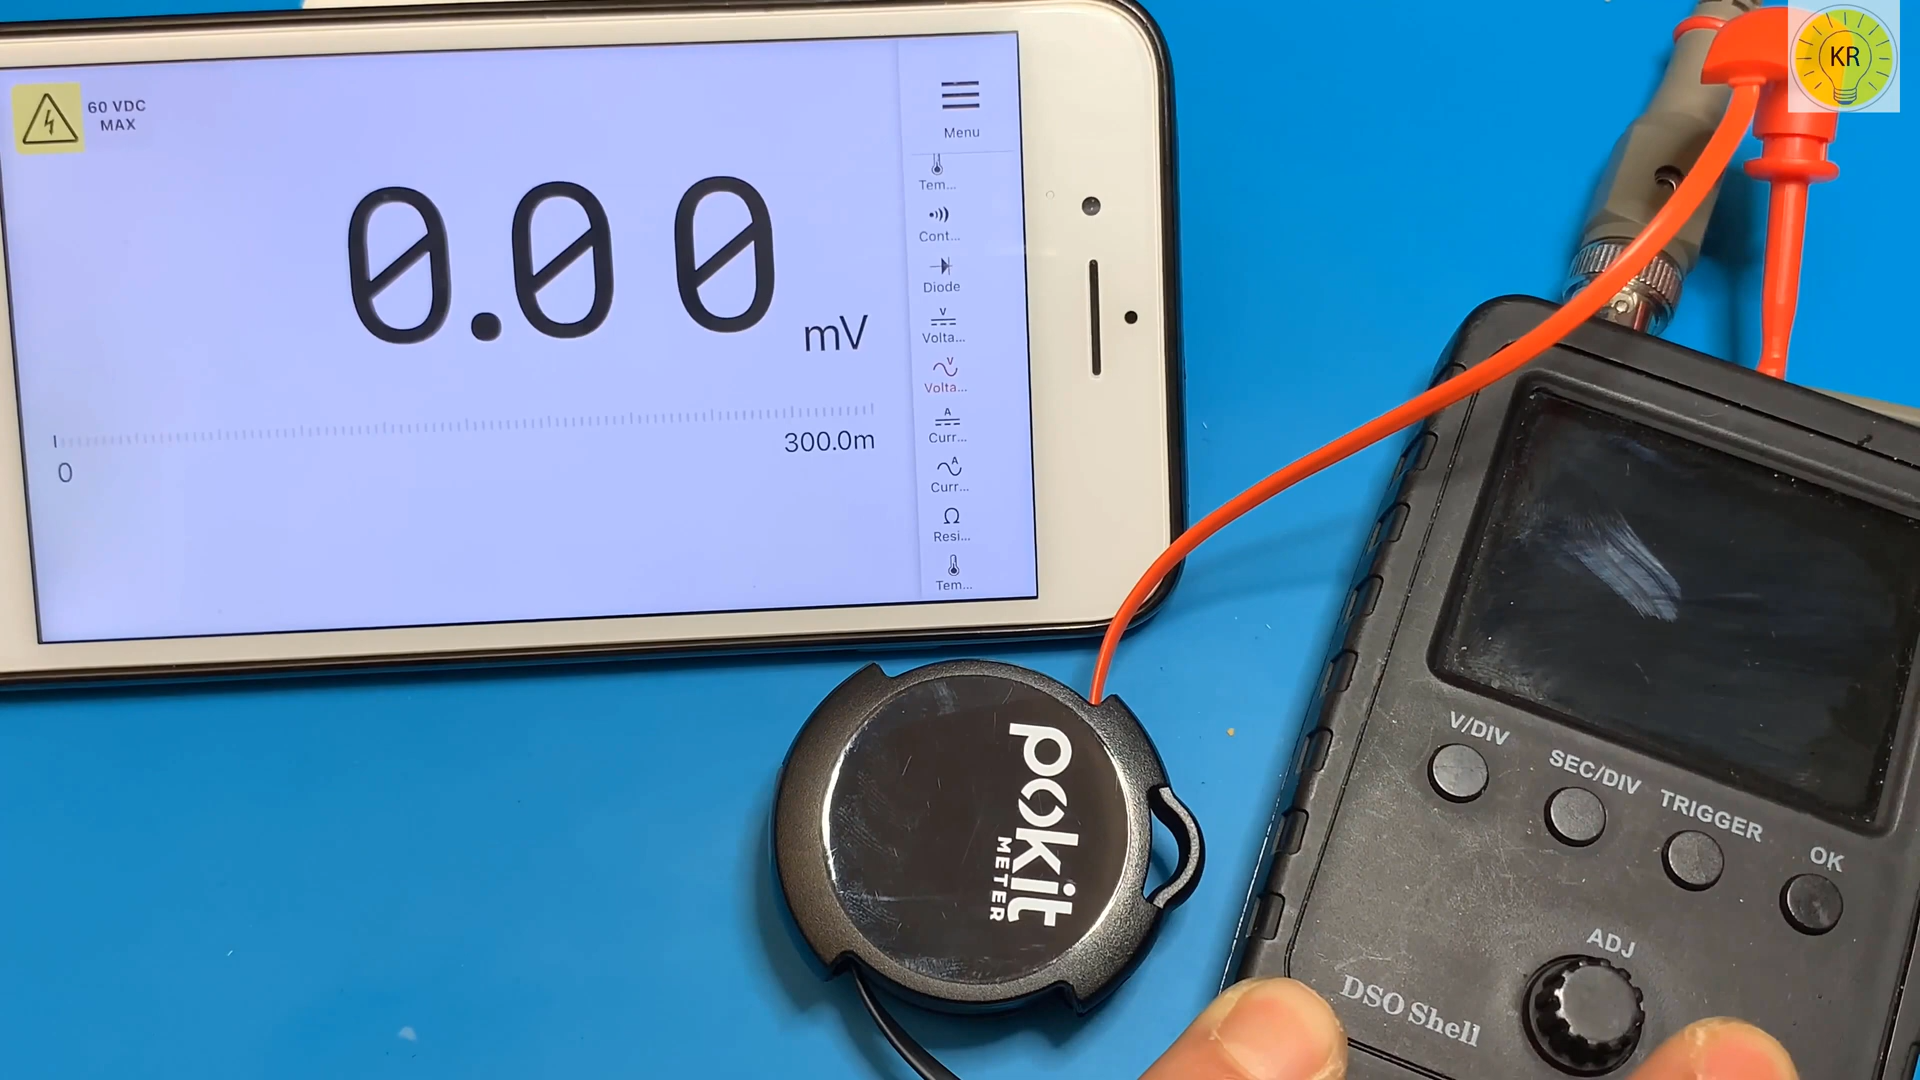 60 VDC
MAX
0.00 mV
0
300.0m
Menu
Tem...
Cont...
Diode
V
Volta...
V
Volta...
A
Curr...
A
Curr...
Ω
Resi...
Tem...
KR
pokit
METER
V/DIV
SEC/DIV
TRIGGER
OK
ADJ
DSO Shell